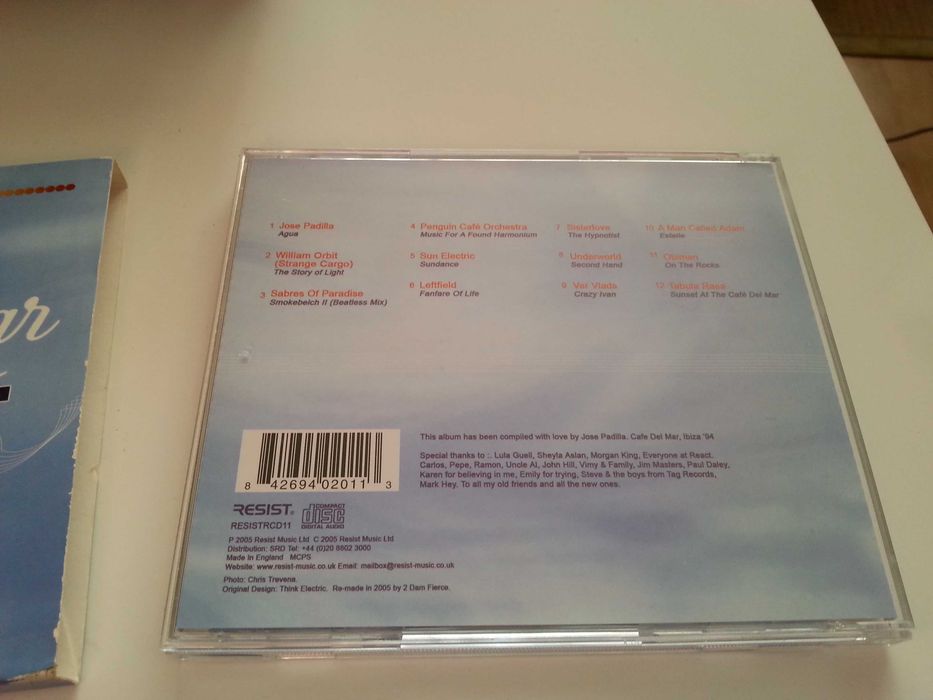 ar
1 Jose Padilla
Agua
2 William Orbit
(Strange Cargo)
The Story of Light
3 Sabres Of Paradise
Smokebelch II (Beatless Mix)
4 Penguin Café Orchestra
Music For A Found Harmonium
5 Sun Electric
Sundance
6 Leftfield
Fanfare Of Life
7 Sisterlove
The Hypnotist
8 Underworld
Second Hand
9 Ver Vlads
Crazy Ivan
10 A Man Called Adam
Estelle
11 Obiman
On The Rocks
12 Tabula Rasa
Sunset At The Café Del Mar
This album has been compiled with love by Jose Padilla. Cafe Del Mar, Ibiza '94
Special thanks to :. Lula Guell, Sheyla Aslan, Morgan King, Everyone at React.
Carlos, Pepe, Ramon, Uncle Al, John Hill, Vimy & Family, Jim Masters, Paul Daley,
Karen for believing in me, Emily for trying, Steve & the boys from Tag Records,
Mark Hey. To all my old friends and all the new ones.
8 42694 02011 3
RESIST®
COMPACT
disc
DIGITAL AUDIO
RESISTRCD11
P 2005 Resist Music Ltd C 2005 Resist Music Ltd
Distribution: SRD Tel: +44 (0)20 8802 3000
Made in England MCPS
Website: www.resist-music.co.uk Email: mailbox@resist-music.co.uk
Photo: Chris Trevena.
Original Design: Think Electric. Re-made in 2005 by 2 Dam Fierce.